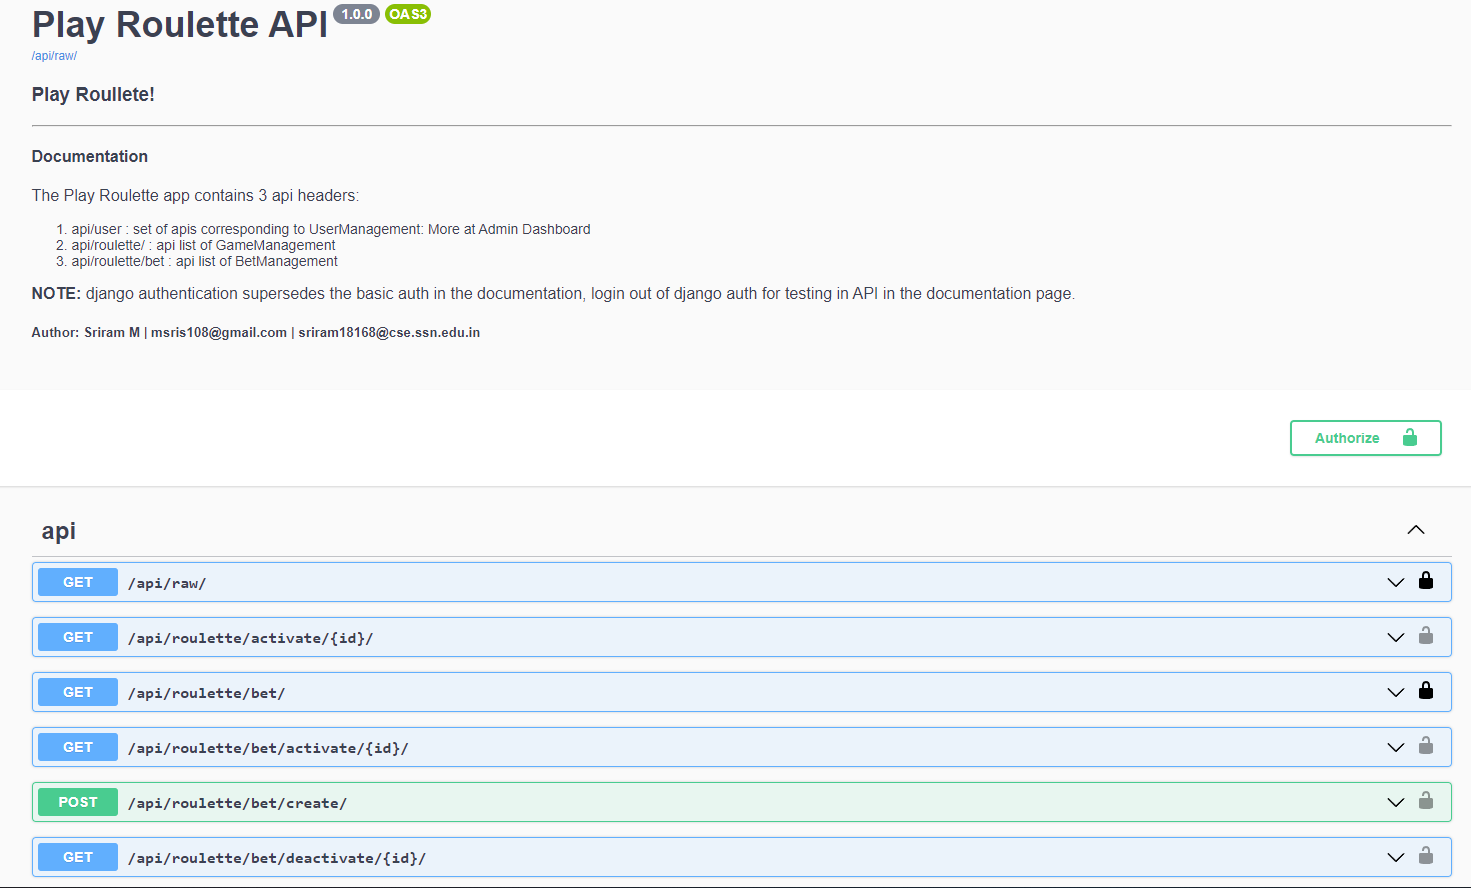 Play Roulette API 1.0.0 OAS3
/api/raw/
Play Roullete!
Documentation
The Play Roulette app contains 3 api headers:
1. api/user : set of apis corresponding to UserManagement: More at Admin Dashboard
2. api/roulette/ : api list of GameManagement
3. api/roulette/bet : api list of BetManagement
NOTE: django authentication supersedes the basic auth in the documentation, login out of django auth for testing in API in the documentation page.
Author: Sriram M | msris108@gmail.com | sriram18168@cse.ssn.edu.in
Authorize
api
GET /api/raw/
GET /api/roulette/activate/{id}/
GET /api/roulette/bet/
GET /api/roulette/bet/activate/{id}/
POST /api/roulette/bet/create/
GET /api/roulette/bet/deactivate/{id}/